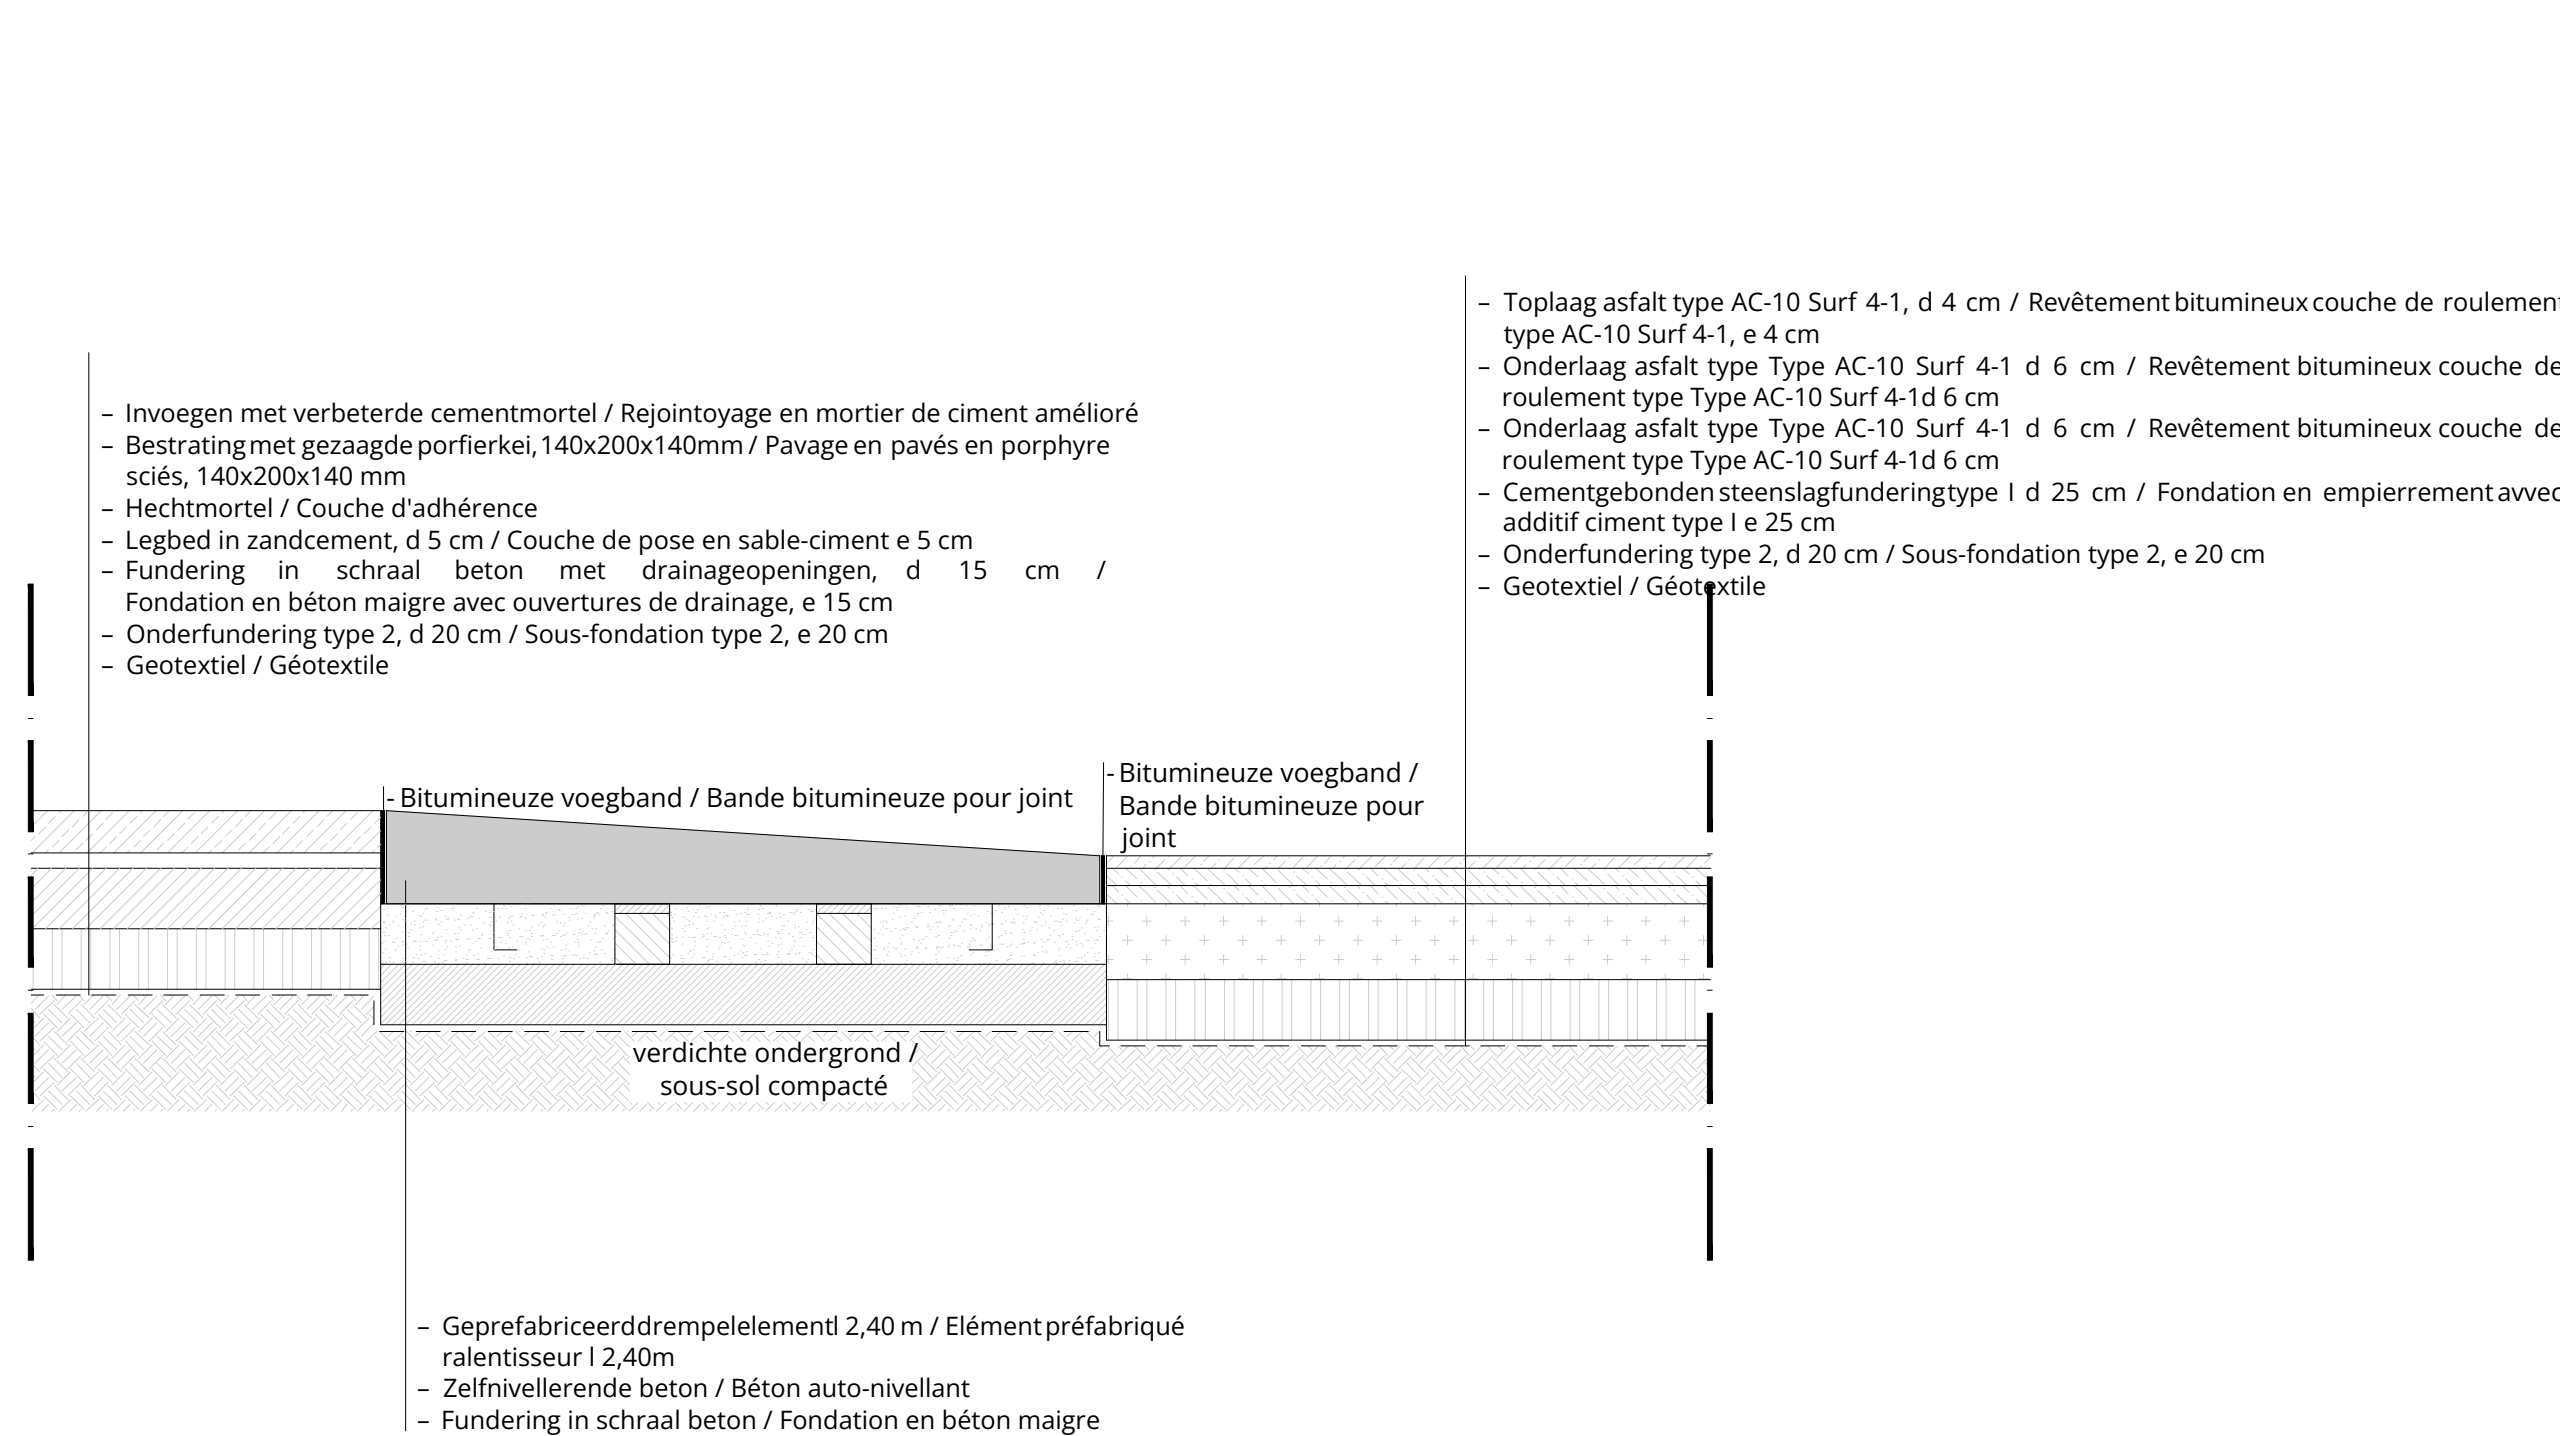 – Toplaag asfalt type AC-10 Surf 4-1, d 4 cm / Revêtement bitumineux couche de roulement
type AC-10 Surf 4-1, e 4 cm
– Onderlaag asfalt type Type AC-10 Surf 4-1 d 6 cm / Revêtement bitumineux couche de
roulement type Type AC-10 Surf 4-1d 6 cm
– Onderlaag asfalt type Type AC-10 Surf 4-1 d 6 cm / Revêtement bitumineux couche de
roulement type Type AC-10 Surf 4-1d 6 cm
– Cementgebonden steenslagfundering type I d 25 cm / Fondation en empierrement avvec
additif ciment type I e 25 cm
– Onderfundering type 2, d 20 cm / Sous-fondation type 2, e 20 cm
– Geotextiel / Géotextile
– Invoegen met verbeterde cementmortel / Rejointoyage en mortier de ciment amélioré
– Bestrating met gezaagde porfierkei, 140x200x140mm / Pavage en pavés en porphyre
sciés, 140x200x140 mm
– Hechtmortel / Couche d'adhérence
– Legbed in zandcement, d 5 cm / Couche de pose en sable-ciment e 5 cm
– Fundering in schraal beton met drainageopeningen, d 15 cm /
Fondation en béton maigre avec ouvertures de drainage, e 15 cm
– Onderfundering type 2, d 20 cm / Sous-fondation type 2, e 20 cm
– Geotextiel / Géotextile
- Bitumineuze voegband / Bande bitumineuze pour joint
- Bitumineuze voegband /
Bande bitumineuze pour
joint
verdichte ondergrond /
sous-sol compacté
– Geprefabriceerd drempelelement l 2,40 m / Elément préfabriqué
ralentisseur l 2,40m
– Zelfnivellerende beton / Béton auto-nivellant
– Fundering in schraal beton / Fondation en béton maigre